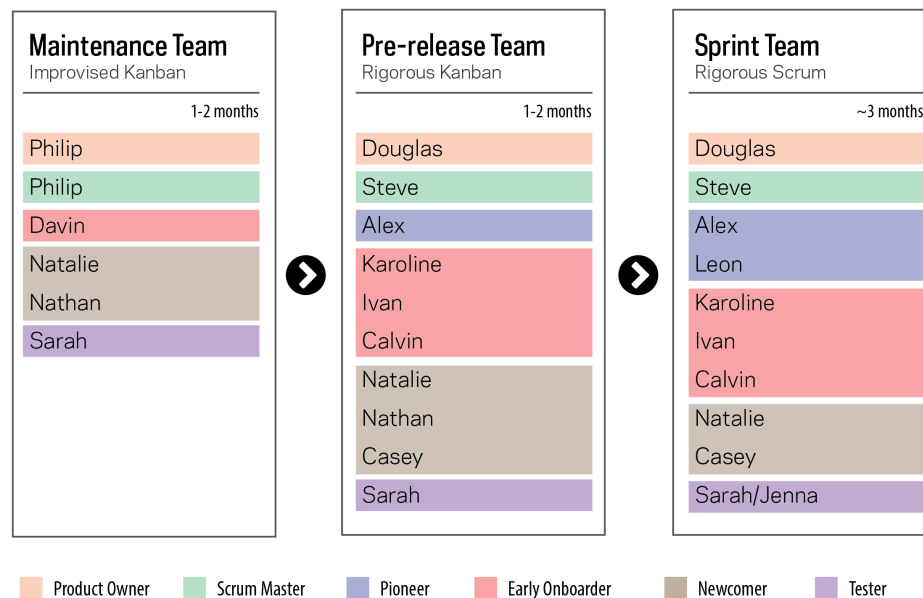 Maintenance Team
Improvised Kanban
1-2 months
Philip
Philip
Davin
Natalie
Nathan
Sarah
Pre-release Team
Rigorous Kanban
1-2 months
Douglas
Steve
Alex
Karoline
Ivan
Calvin
Natalie
Nathan
Casey
Sarah
Sprint Team
Rigorous Scrum
~3 months
Douglas
Steve
Alex
Leon
Karoline
Ivan
Calvin
Natalie
Casey
Sarah/Jenna
Product Owner
Scrum Master
Pioneer
Early Onboarder
Newcomer
Tester